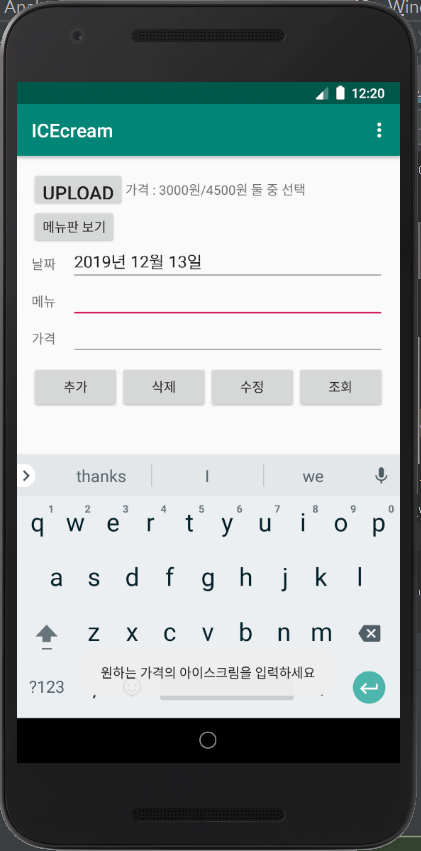 12:20
ICEcream
UPLOAD 가격 : 3000원/4500원 둘 중 선택
메뉴판 보기
날짜 2019년 12월 13일
메뉴
가격
추가 삭제 수정 조회
thanks I we
q 1 w 2 e 3 r 4 t 5 y 6 u 7 i 8 o 9 p 0
a s d f g h j k l
z x c v b n m
원하는 가격의 아이스크림을 입력하세요
?123 , .